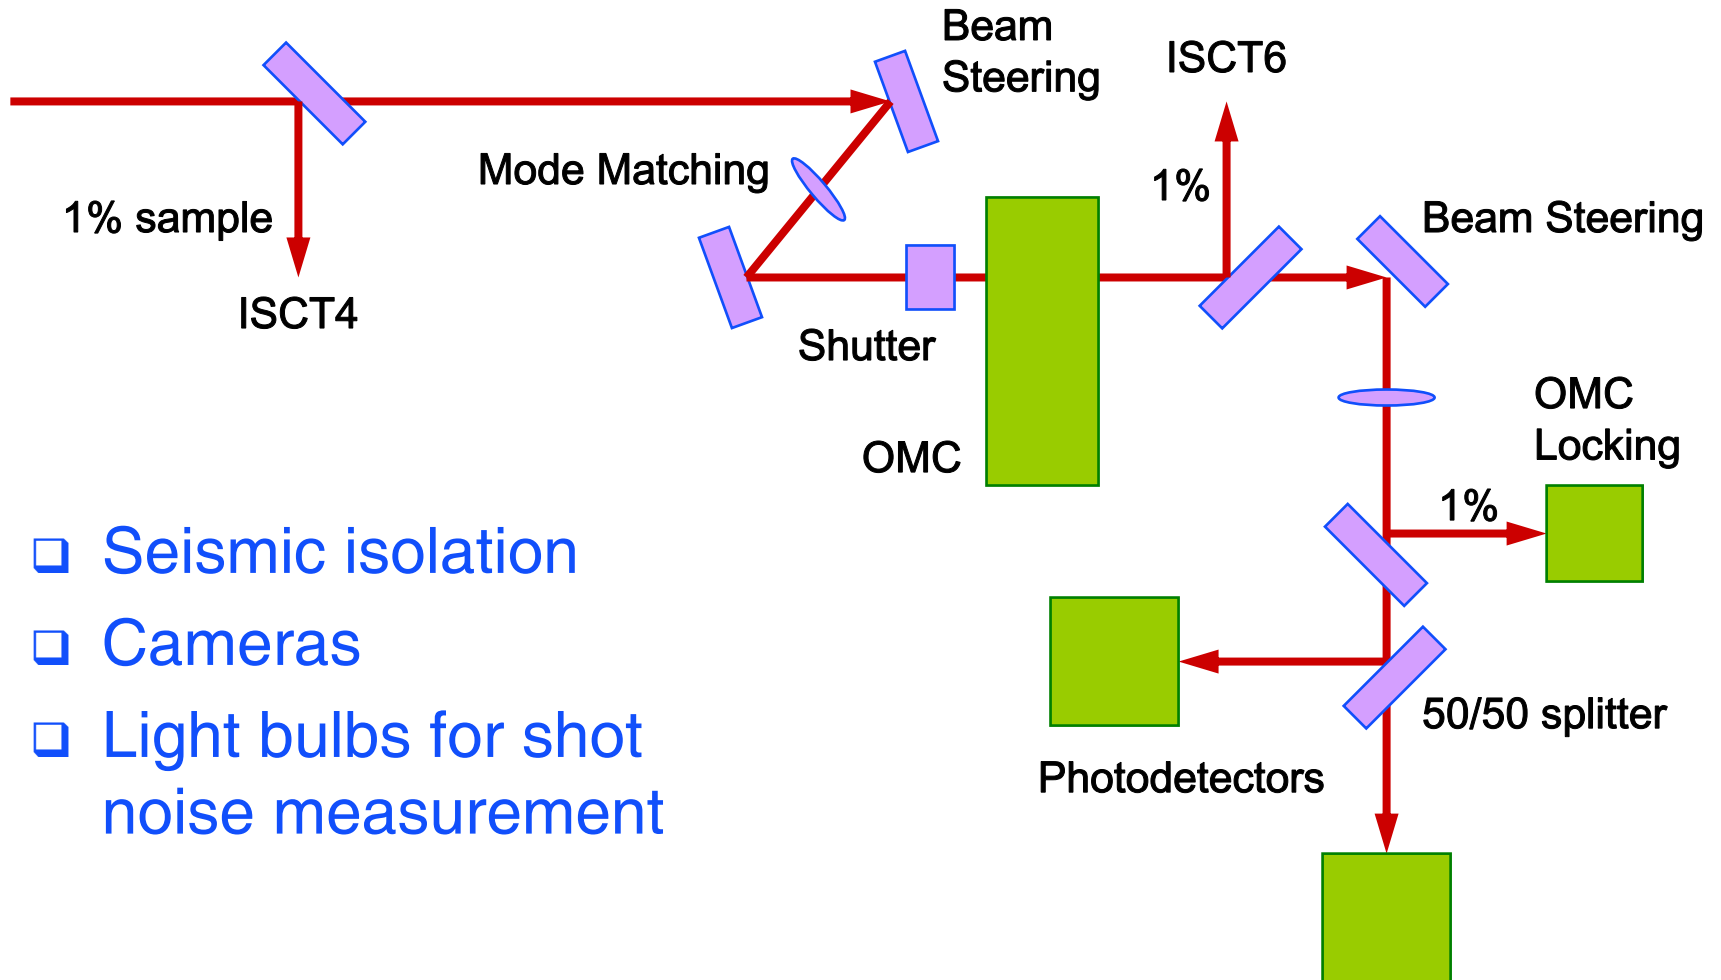 Beam
Steering
ISCT6
Mode Matching
1%
1% sample
Beam Steering
ISCT4
Shutter
OMC
Locking
OMC
1%
❑ Seismic isolation
❑ Cameras
❑ Light bulbs for shot
noise measurement
50/50 splitter
Photodetectors